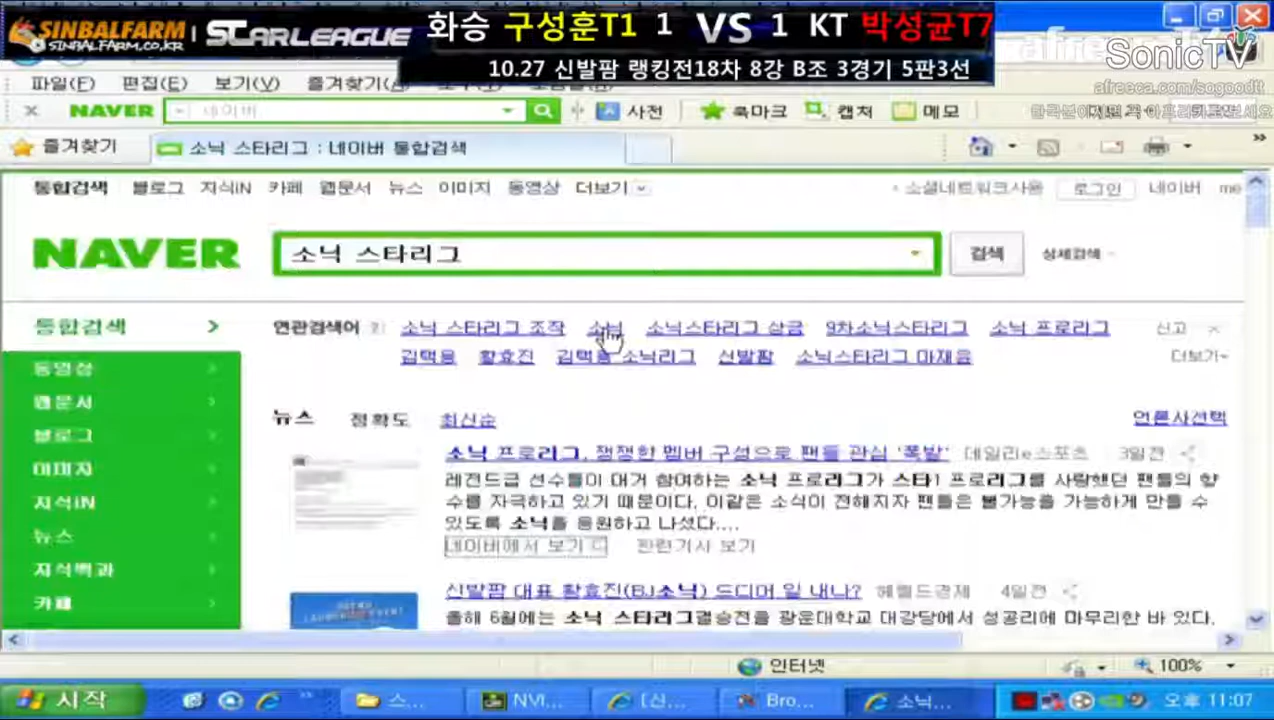 SINBALFARM STARLEAGUE 화승 구성훈T1 1 VS 1 KT 박성균T7
SINBALFARM.CO.KR
10.27 신발팜 랭킹전18차 8강 B조 3경기 5판3선
SonicTV
afreeca.com/sogoodtt
파일(F) 편집(E) 보기(V) 즐겨찾기(A)
NAVER 네이버 사전 북마크 캡처 메모
즐겨찾기 소닉 스타리그 : 네이버 통합검색
통합검색 블로그 지식iN 카페 웹문서 뉴스 이미지 동영상 더보기 소셜네트워크사용 로그인 네이버 me
NAVER 소닉 스타리그 검색 상세검색
통합검색
연관검색어 소닉 스타리그 조작 소닉 소닉스타리그 상금 9차소닉스타리그 소닉 프로리그 신고
김택용 황효진 김택용 소닉리그 신발팜 소닉스타리그 마재윤 더보기
동영상
웹문서
블로그
이미지
지식iN
뉴스
지식백과
카페
뉴스 정확도 최신순 언론사선택
소닉 프로리그, 쟁쟁한 멤버 구성으로 팬들 관심 '폭발' 데일리e스포츠 3일전
레전드급 선수들이 대거 참여하는 소닉 프로리그가 스타1 프로리그를 사랑했던 팬들의 향
수를 자극하고 있기 때문이다. 이같은 소식이 전해지자 팬들은 불가능을 가능하게 만들 수
있도록 소닉을 응원하고 나섰다....
네이버에서 보기 관련기사 보기
신발팜 대표 황효진(BJ소닉) 드디어 일 내나? 헤럴드경제 4일전
올해 6월에는 소닉 스타리그결승전을 광운대학교 대강당에서 성공리에 마무리한 바 있다.
인터넷 100%
시작 스... NVI... [신... Bro... 소닉... 오후 11:07